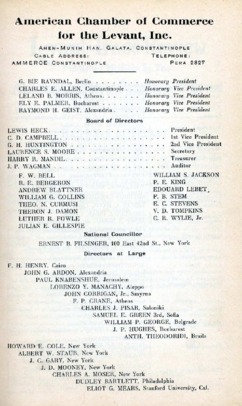 American Chamber of Commerce
for the Levant, Inc.
AHEN-MUNIH HAN, GALATA, CONSTANTINOPLE
CABLE ADDRESS: TELEPHONE:
AMMERCE CONSTANTINOPLE PERA 2827
G. BIE RAVNDAL, Berlin . . . . . . . . . . Honorary President
CHARLES E. ALLEN, Constantinople . . . Honorary Vice President
LELAND B. MORRIS, Athens . . . . . . . . Honorary Vice President
ELY E. PALMER, Bucharest . . . . . . . . Honorary Vice President
RAYMOND H. GEIST, Alexandria . . . . . . Honorary Vice President
Board of Directors
LEWIS HECK . . . . . . . . . . . . . . President
C. D. CAMPBELL . . . . . . . . . . . . 1st Vice President
G. H. HUNTINGTON . . . . . . . . . . . 2nd Vice President
LAURENCE S. MOORE . . . . . . . . . . Secretary
HARRY R. MANDIL . . . . . . . . . . . Treasurer
J. P. WAGMAN . . . . . . . . . . . . . Auditor
F. W. BELL WILLIAM S. JACKSON
B. E. BERGERON P. E. KING
ANDREW BLATTNER EDOUARD LEBET
WILLIAM G. COLLINS F. B. STEM
THEO. N. CURMUSI E. C. STEVENS
THERON J. DAMON V. D. TOMPKINS
LUTHER R. FOWLE C. R. WYLIE, Jr.
JULIAN E. GILLESPIE
National Councillor
ERNEST B. FILSINGER, 103 East 42nd St., New York
Directors at Large
F. H. HENRY, Cairo
JOHN G. ARDON, Alexandria
PAUL KNABENSHUE, Jerusalem
LORENZO Y. MANACHY, Aleppo
JOHN CORRIGAN, Jr., Smyrna
F. P. CRANE, Athens
CHARLES J. PISAR, Saloniki
SAMUEL E. GREEN 3rd, Sofia
WILLIAM P. GEORGE, Belgrade
J. P. HUGHES, Bucharest
ANTH. THEODORIDI, Braila
HOWARD E. COLE, New York
ALBERT W. STAUB, New York
J. C. GARY, New York
J. D. MOONEY, New York
CHARLES A. MOSER, New York
DUDLEY BARTLETT, Philadelphia
ELIOT G. MEARS, Stanford University, Cal.